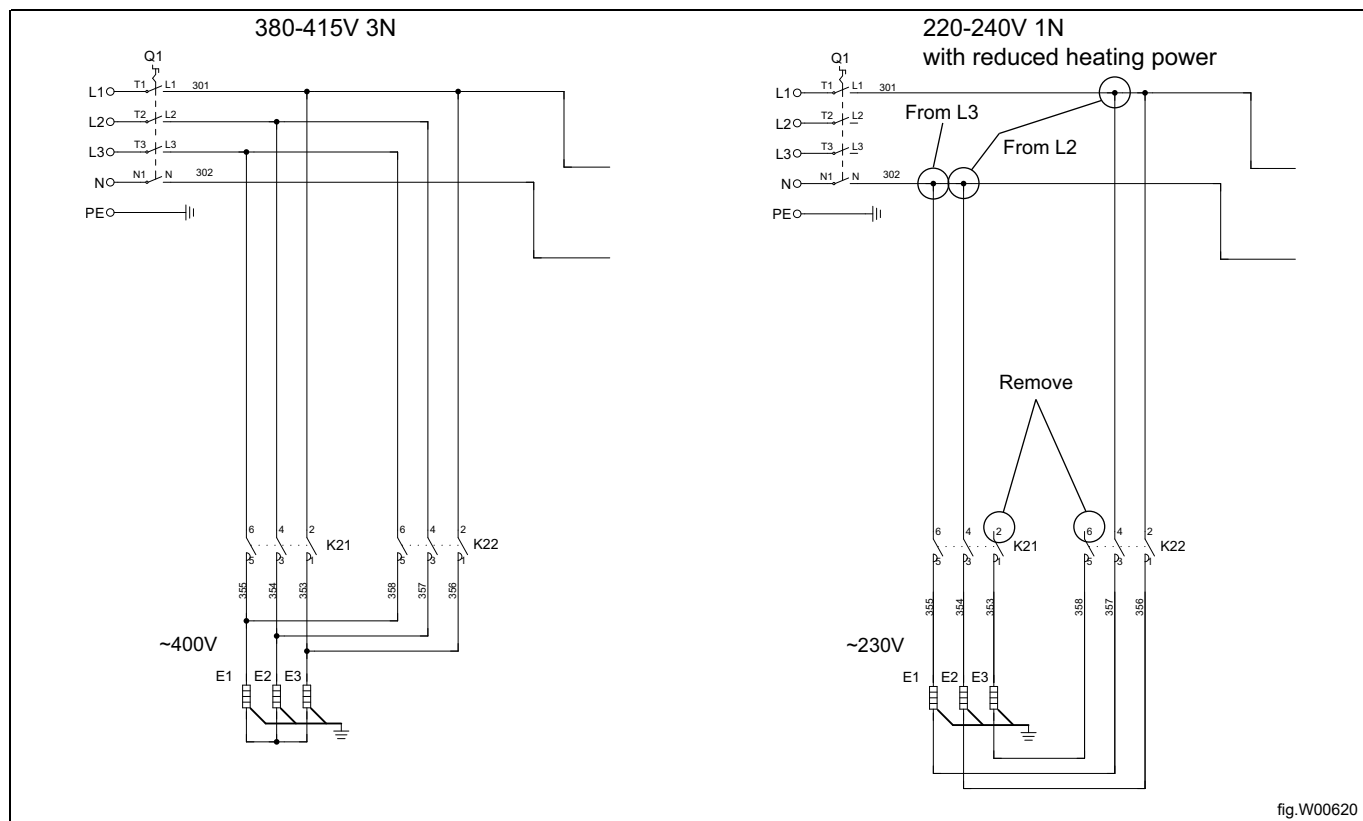 380-415V 3N
Q1
L1 T1 L1 301
L2 T2 L2
L3 T3 L3
N N1 N 302
PE
6 4 2 6 4 2
K21 K22
5 3 1 5 3 1
355 354 353 358 357 356
~400V
E1 E2 E3
220-240V 1N
with reduced heating power
Q1
L1 T1 L1 301
From L3
L2 T2 L2
From L2
L3 T3 L3
N N1 N 302
PE
Remove
6 4 2 6 4 2
K21 K22
5 3 1 5 3 1
355 354 353 358 357 356
~230V
E1 E2 E3
fig.W00620